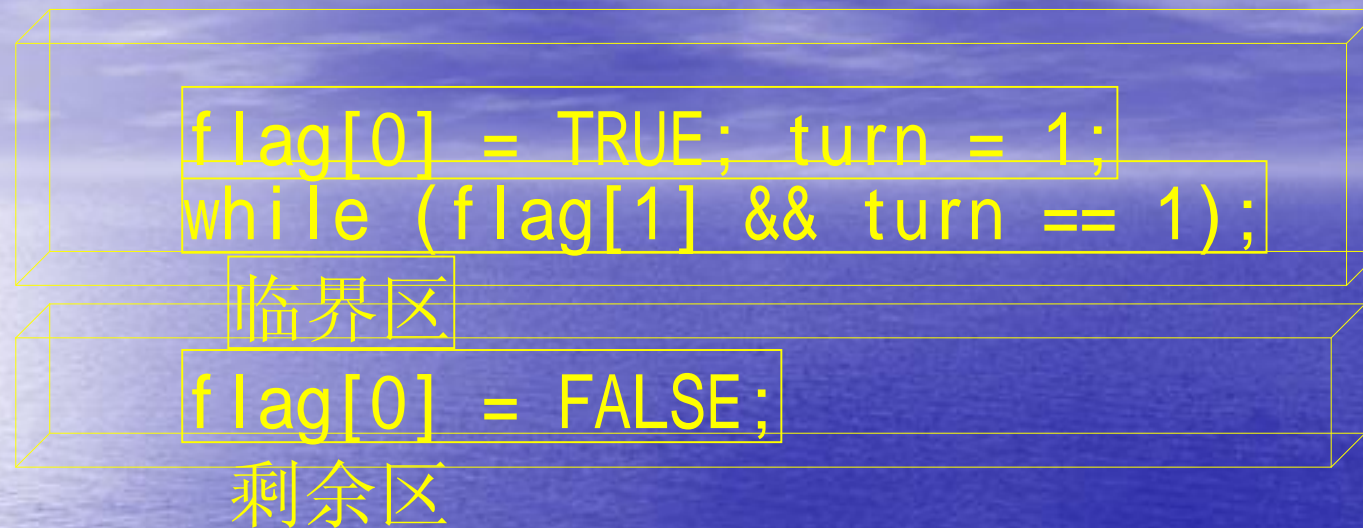 flag[0] = TRUE; turn = 1;
while (flag[1] && turn == 1);
临界区
flag[0] = FALSE;
剩余区